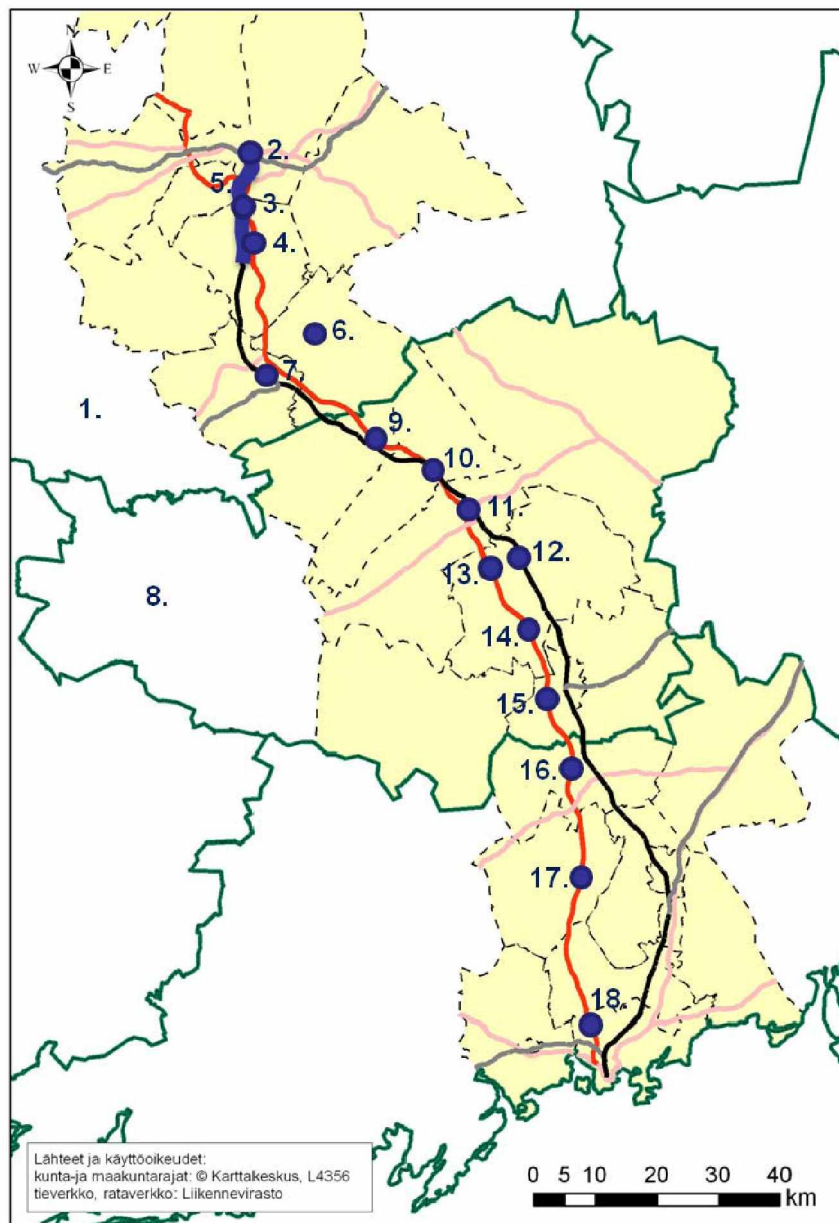 N
W E
S
2.
5.
3.
4.
6.
7.
1.
9.
10.
11.
12.
8.
13.
14.
15.
16.
17.
18.
Lähteet ja käyttöoikeudet:
kunta-ja maakuntarajat: © Karttakeskus, L4356
tieverkko, rataverkko: Liikennevirasto
0 5 10 20 30 40
km